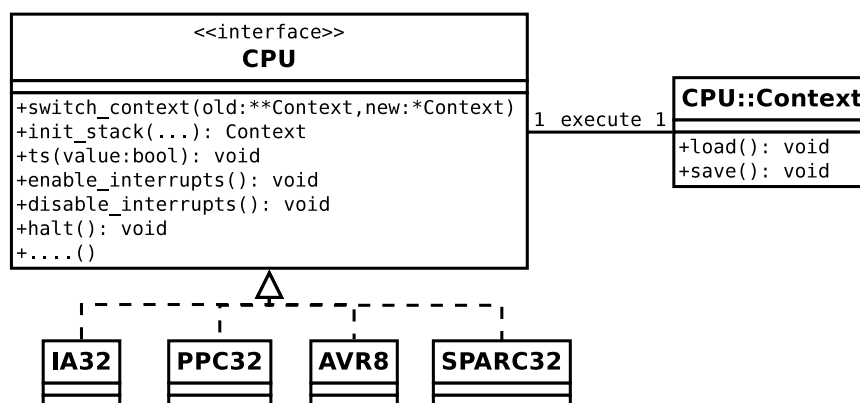 <<interface>>
CPU
+switch_context(old:**Context,new:*Context)
+init_stack(...): Context
+ts(value:bool): void
+enable_interrupts(): void
+disable_interrupts(): void
+halt(): void
+....()
1 execute 1
CPU::Context
+load(): void
+save(): void
IA32
PPC32
AVR8
SPARC32